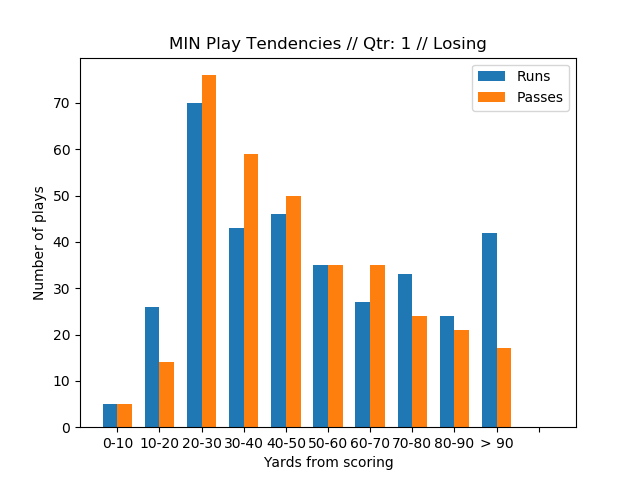 MIN Play Tendencies // Qtr: 1 // Losing
Runs
Passes
Number of plays
70
60
50
40
30
20
10
0
0-10 10-20 20-30 30-40 40-50 50-60 60-70 70-80 80-90 > 90
Yards from scoring